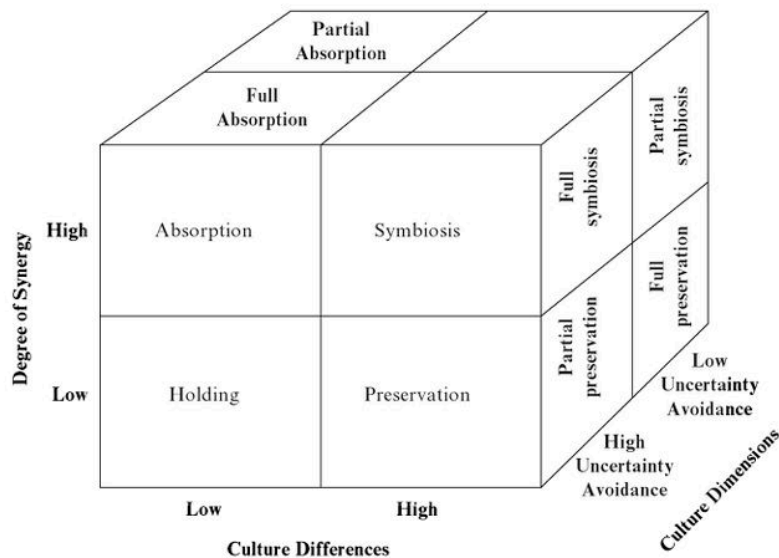 Partial
Absorption
Full
Absorption
Partial
symbiosis
Full
symbiosis
High
Absorption
Symbiosis
Degree of Synergy
Full
preservation
Partial
preservation
Low
Holding
Preservation
Low
Uncertainty
Avoidance
High
Uncertainty
Avoidance
Culture Dimensions
Low
High
Culture Differences